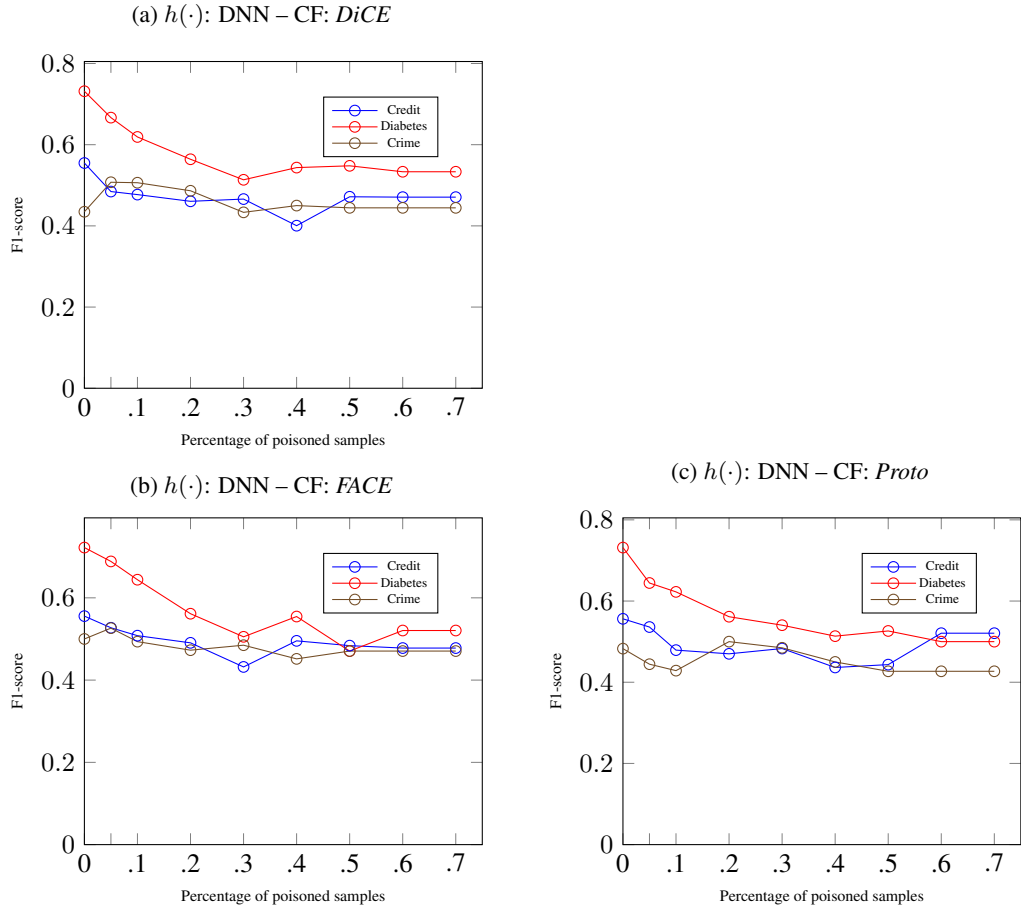 (a) h(·): DNN – CF: DiCE
0.8
0.6
0.4
0.2
0
F1-score
Credit
Diabetes
Crime
0 .1 .2 .3 .4 .5 .6 .7
Percentage of poisoned samples
(b) h(·): DNN – CF: FACE
0.6
0.4
0.2
0
F1-score
Credit
Diabetes
Crime
0 .1 .2 .3 .4 .5 .6 .7
Percentage of poisoned samples
(c) h(·): DNN – CF: Proto
0.8
0.6
0.4
0.2
0
F1-score
Credit
Diabetes
Crime
0 .1 .2 .3 .4 .5 .6 .7
Percentage of poisoned samples